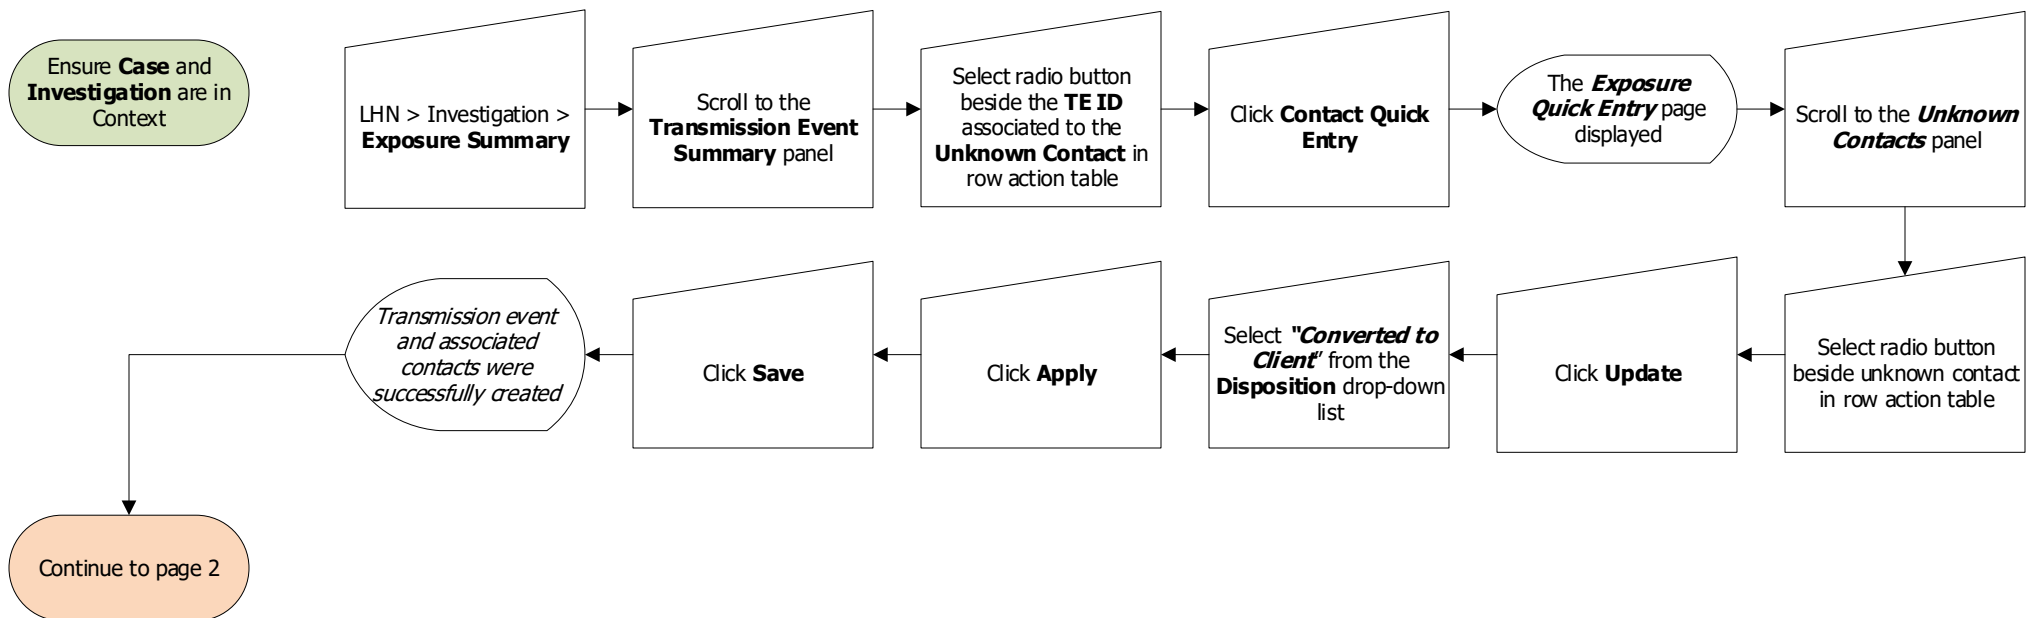 Ensure Case and
Investigation are in
Context
LHN > Investigation >
Exposure Summary
Scroll to the
Transmission Event
Summary panel
Select radio button
beside the TE ID
associated to the
Unknown Contact in
row action table
Click Contact Quick
Entry
The Exposure
Quick Entry page
displayed
Scroll to the Unknown
Contacts panel
Select radio button
beside unknown contact
in row action table
Click Update
Select "Converted to
Client" from the
Disposition drop-down
list
Click Apply
Click Save
Transmission event
and associated
contacts were
successfully created
Continue to page 2